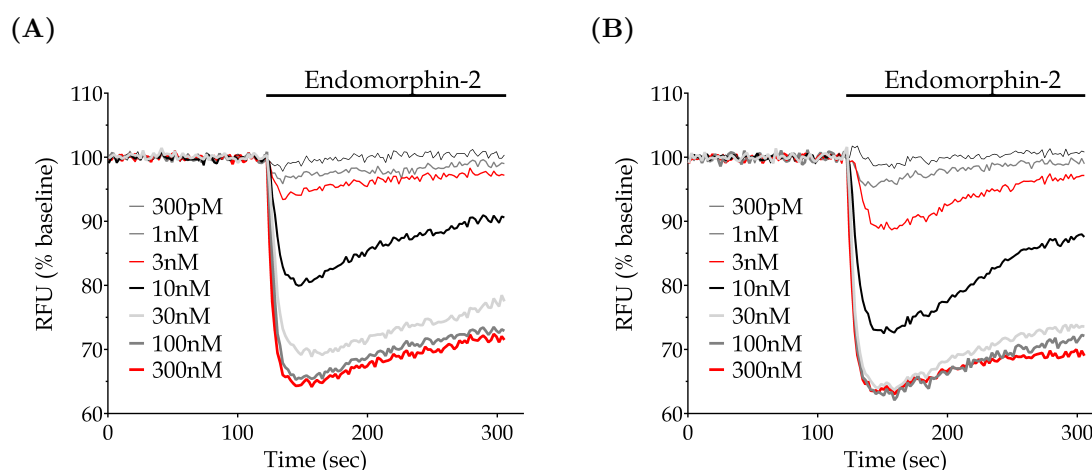 (A)
Endomorphin-2
110
100
90
80
70
60
RFU (% baseline)
300pM
1nM
3nM
10nM
30nM
100nM
300nM
0
100
200
300
Time (sec)
(B)
Endomorphin-2
110
100
90
80
70
60
RFU (% baseline)
300pM
1nM
3nM
10nM
30nM
100nM
300nM
0
100
200
300
Time (sec)